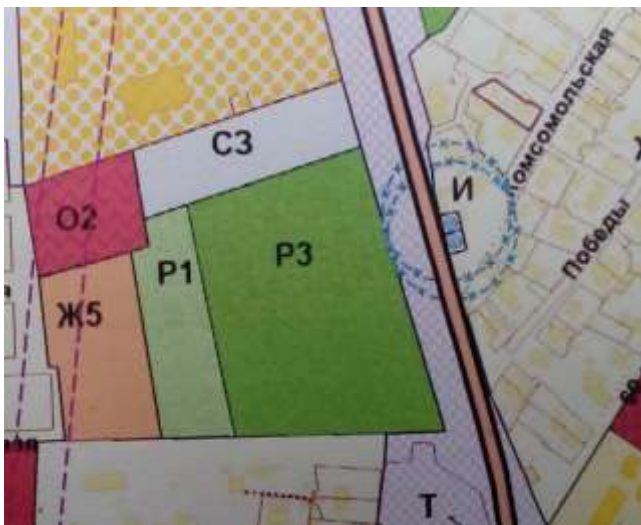 С3
Комсомольская
И
О2
Р1
Р3
Победы
Ж5
Т